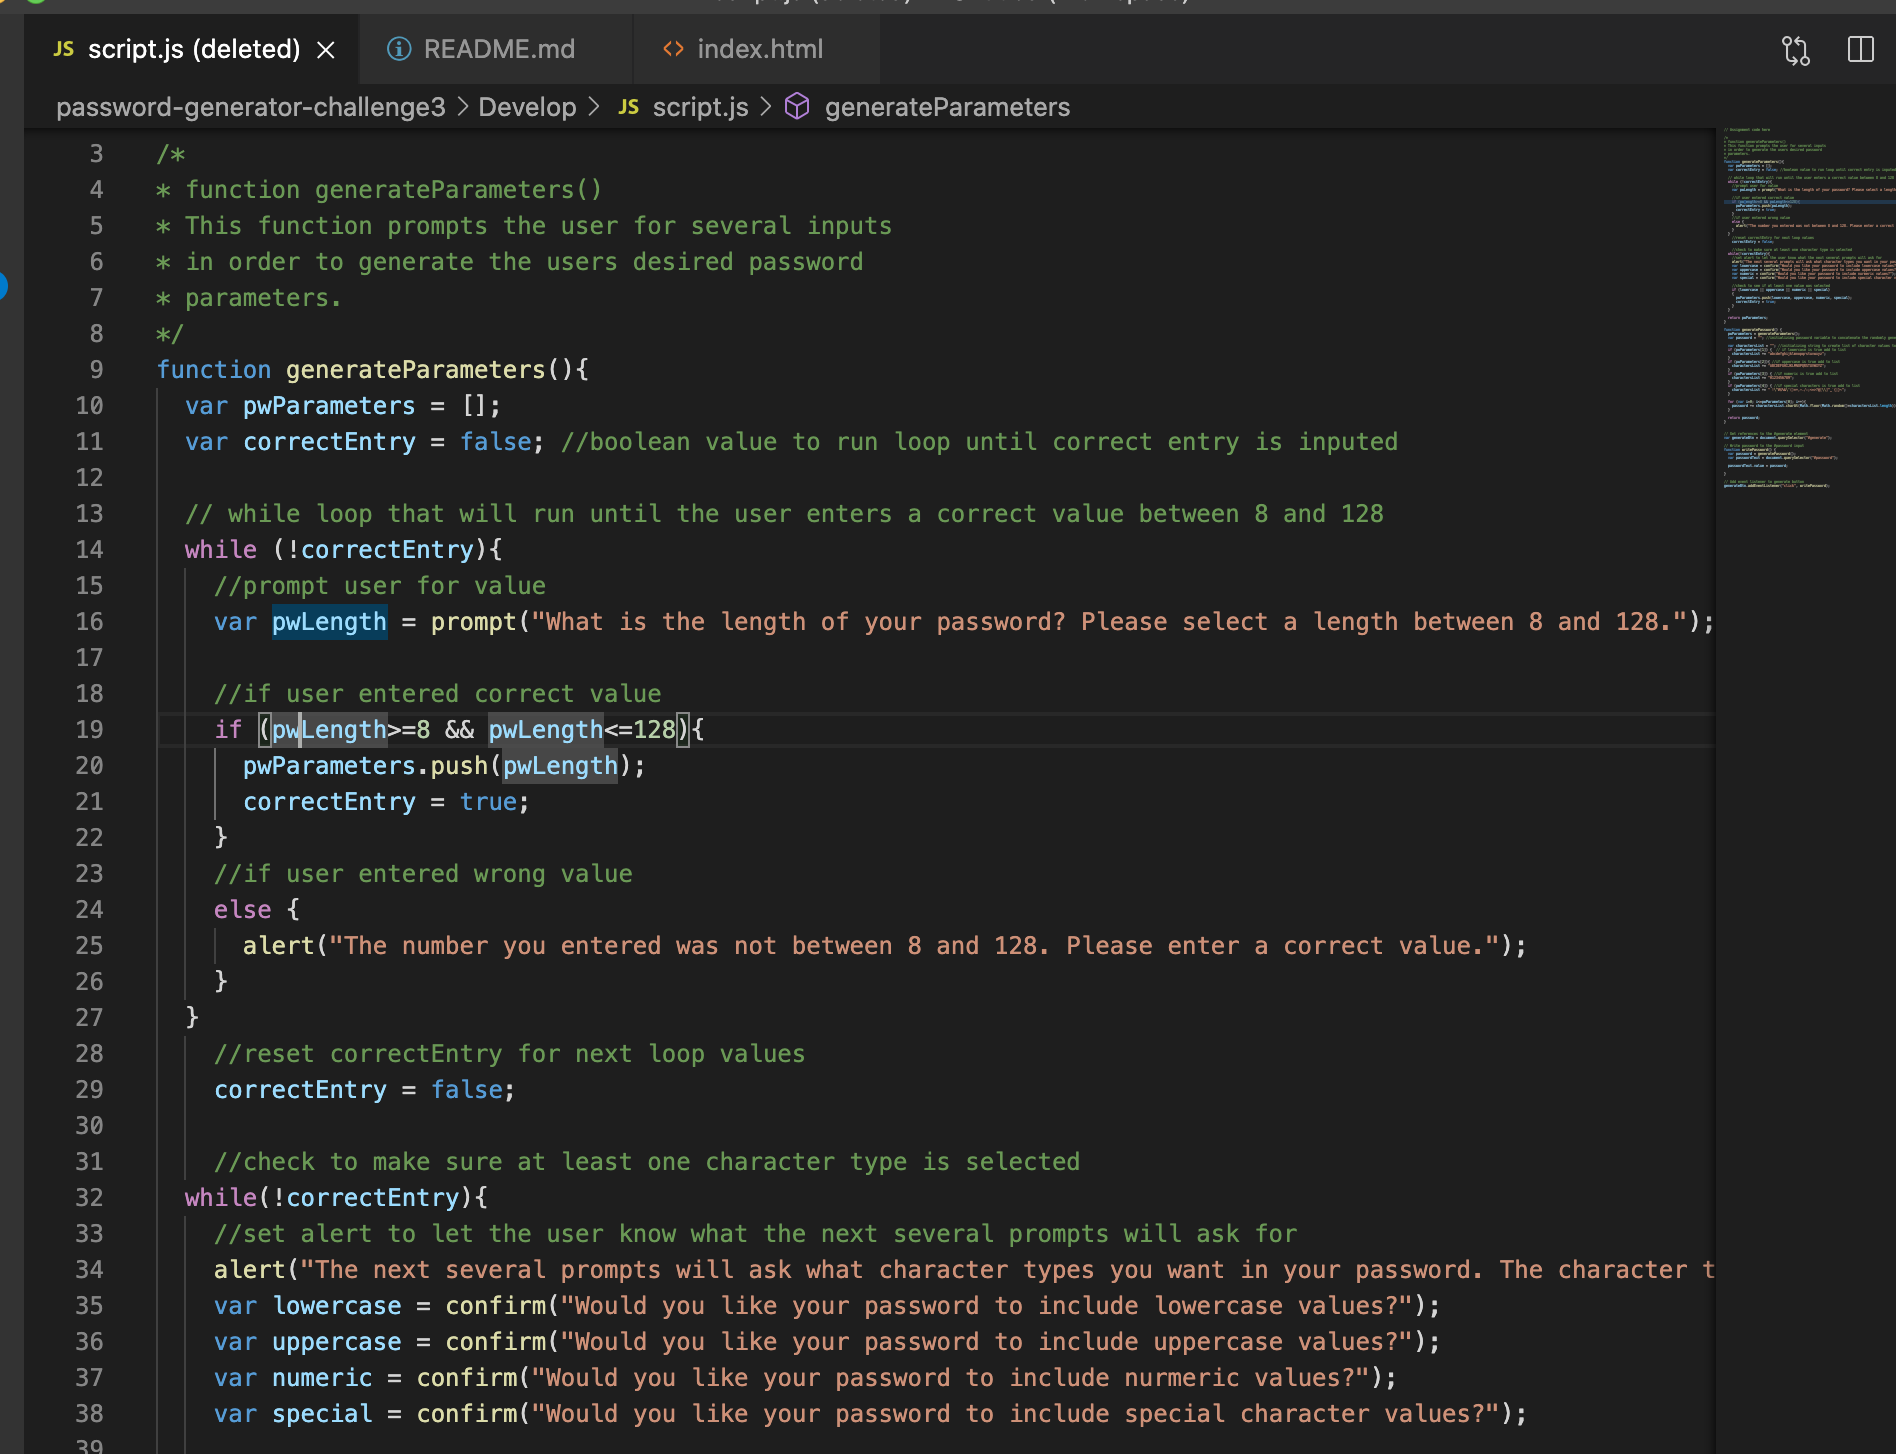 JS script.js (deleted) × README.md <> index.html
password-generator-challenge3 > Develop > JS script.js > generateParameters
3 /*
4 * function generateParameters()
5 * This function prompts the user for several inputs
6 * in order to generate the users desired password
7 * parameters.
8 */
9 function generateParameters(){
10 var pwParameters = [];
11 var correctEntry = false; //boolean value to run loop until correct entry is inputed
12
13 // while loop that will run until the user enters a correct value between 8 and 128
14 while (!correctEntry){
15 //prompt user for value
16 var pwLength = prompt("What is the length of your password? Please select a length between 8 and 128.");
17
18 //if user entered correct value
19 if (pwLength>=8 && pwLength<=128){
20 pwParameters.push(pwLength);
21 correctEntry = true;
22 }
23 //if user entered wrong value
24 else {
25 alert("The number you entered was not between 8 and 128. Please enter a correct value.");
26 }
27 }
28 //reset correctEntry for next loop values
29 correctEntry = false;
30
31 //check to make sure at least one character type is selected
32 while(!correctEntry){
33 //set alert to let the user know what the next several prompts will ask for
34 alert("The next several prompts will ask what character types you want in your password. The character t
35 var lowercase = confirm("Would you like your password to include lowercase values?");
36 var uppercase = confirm("Would you like your password to include uppercase values?");
37 var numeric = confirm("Would you like your password to include nurmeric values?");
38 var special = confirm("Would you like your password to include special character values?");
39